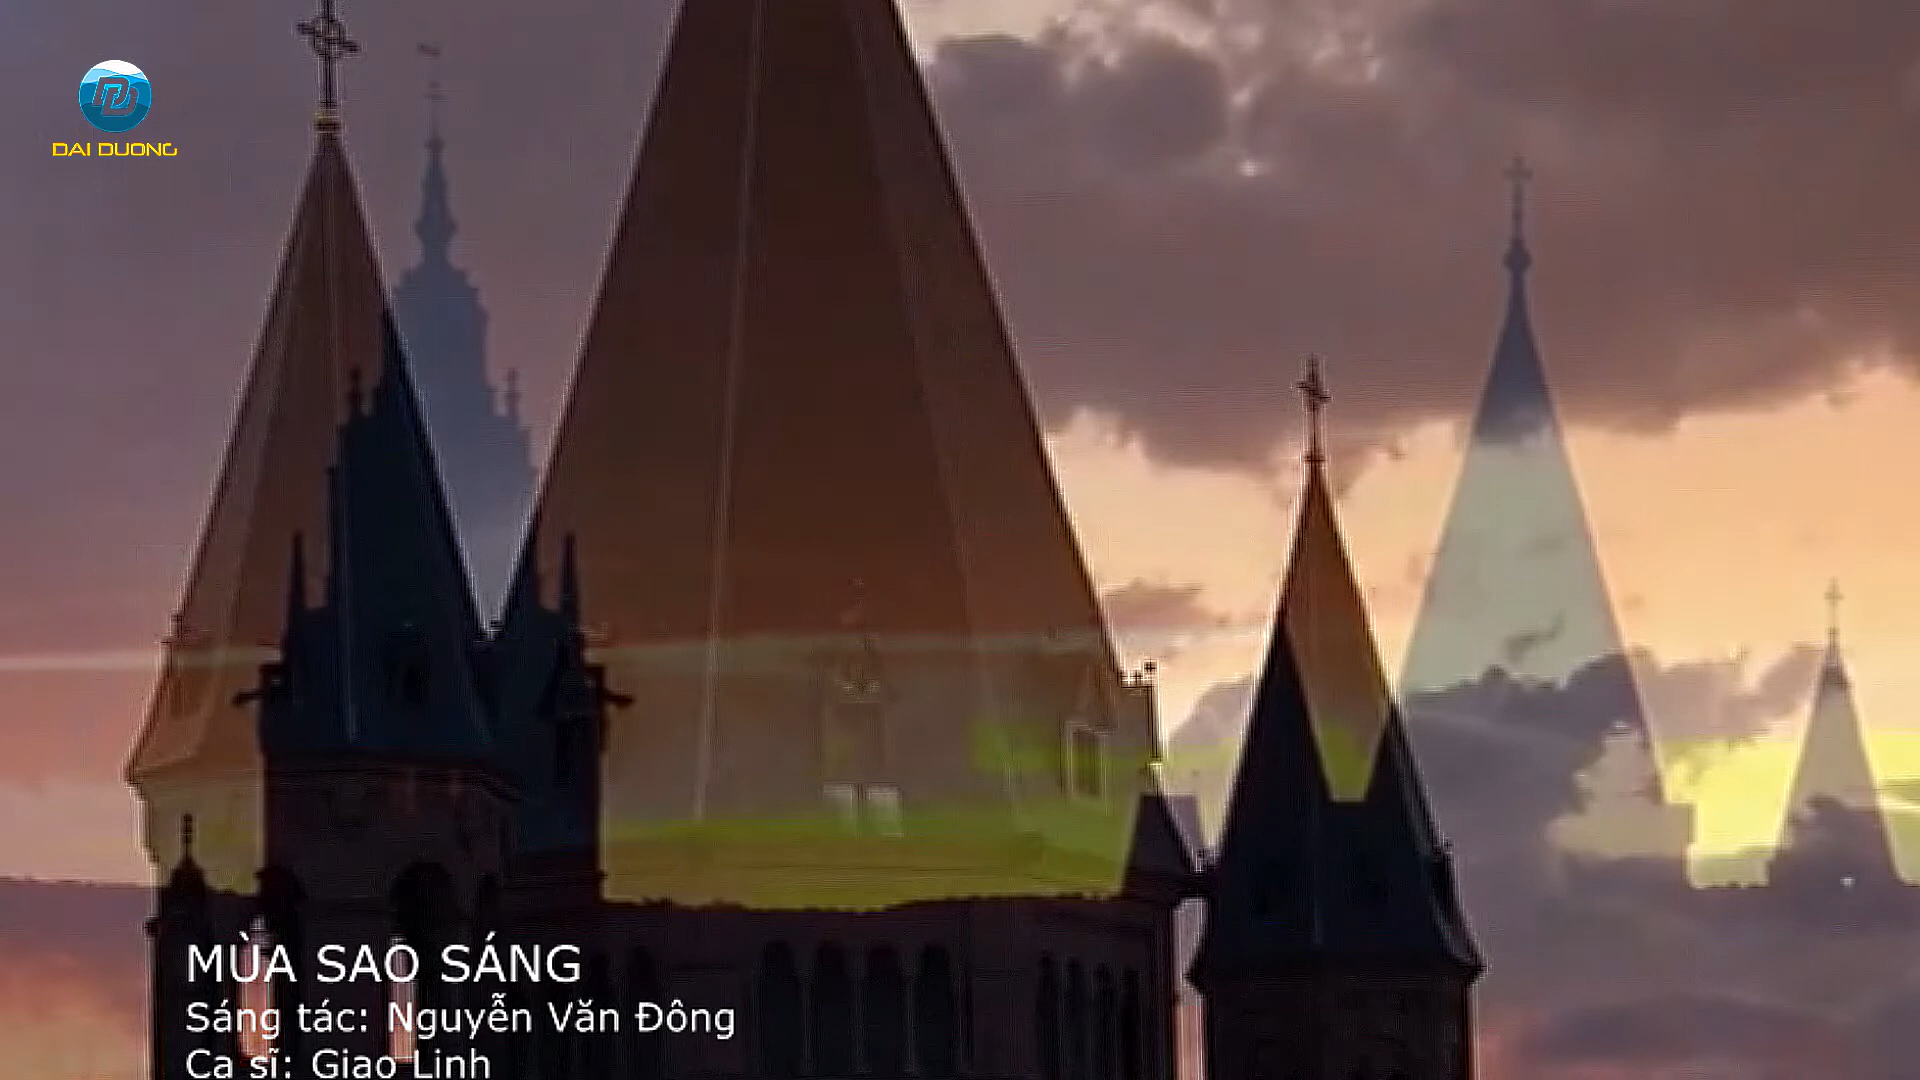 DAI DUONG
MÙA SAO SÁNG
Sáng tác: Nguyễn Văn Đông
Ca sĩ: Giao Linh